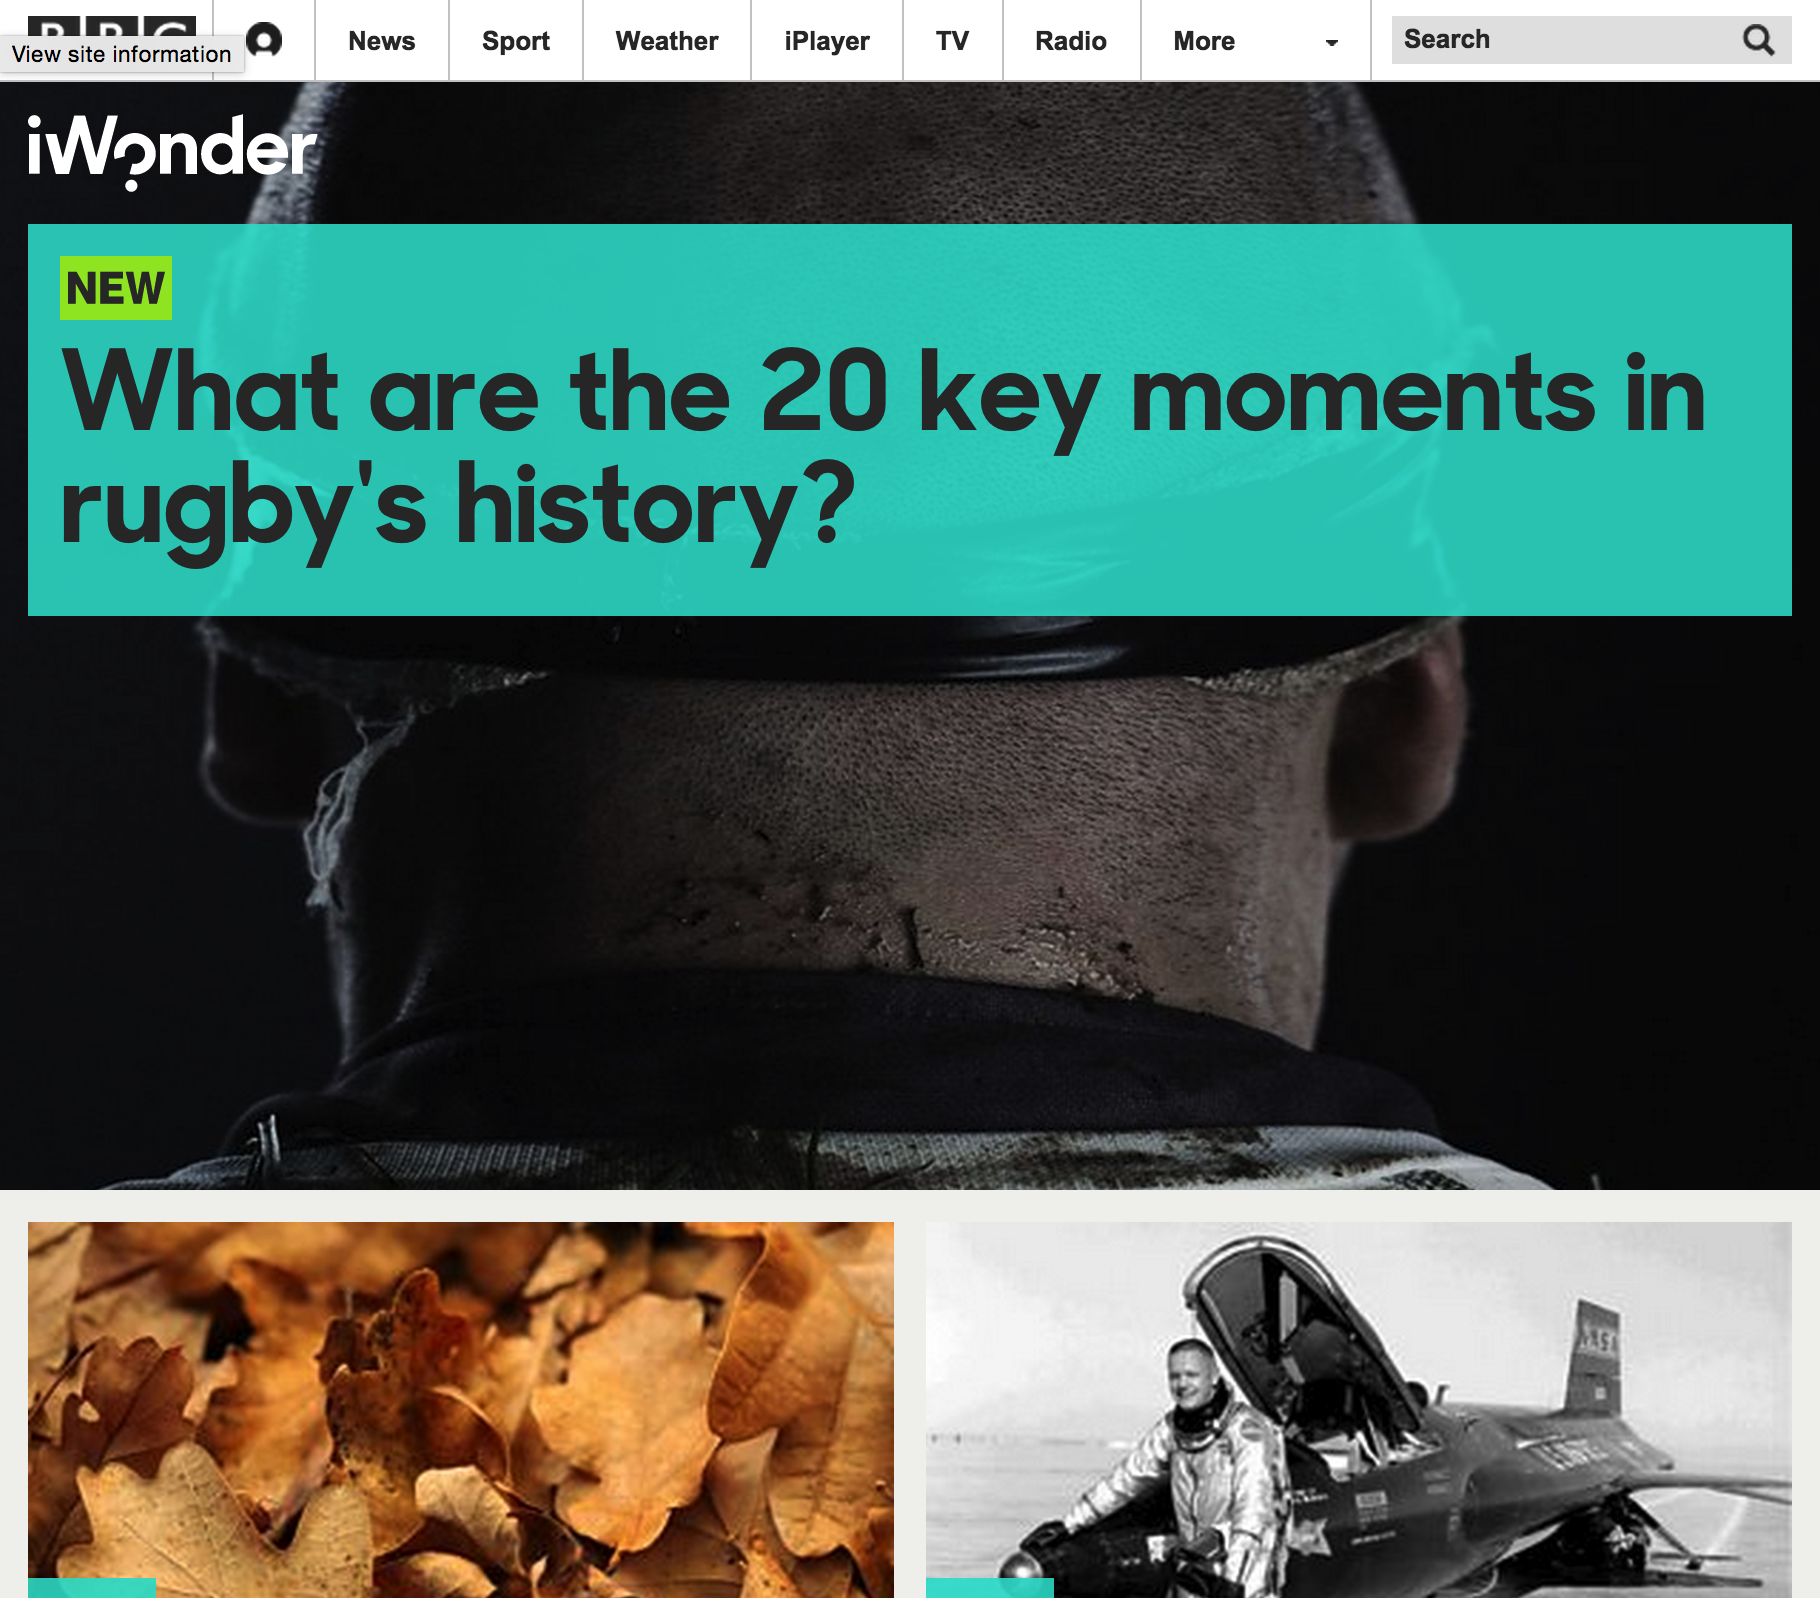 BBC
View site information
News
Sport
Weather
iPlayer
TV
Radio
More
Search
iWonder
NEW
What are the 20 key moments in
rugby's history?
NASA